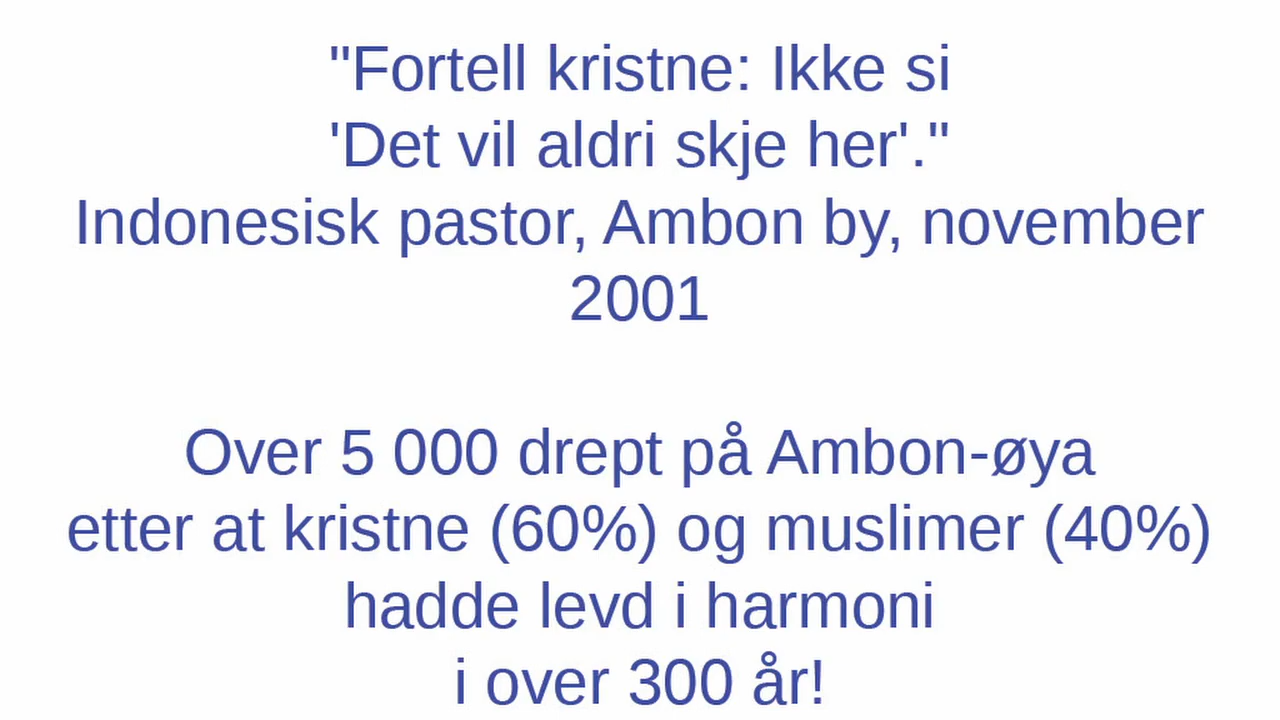 "Fortell kristne: Ikke si
'Det vil aldri skje her'."
Indonesisk pastor, Ambon by, november
2001
Over 5 000 drept på Ambon-øya
etter at kristne (60%) og muslimer (40%)
hadde levd i harmoni
i over 300 år!